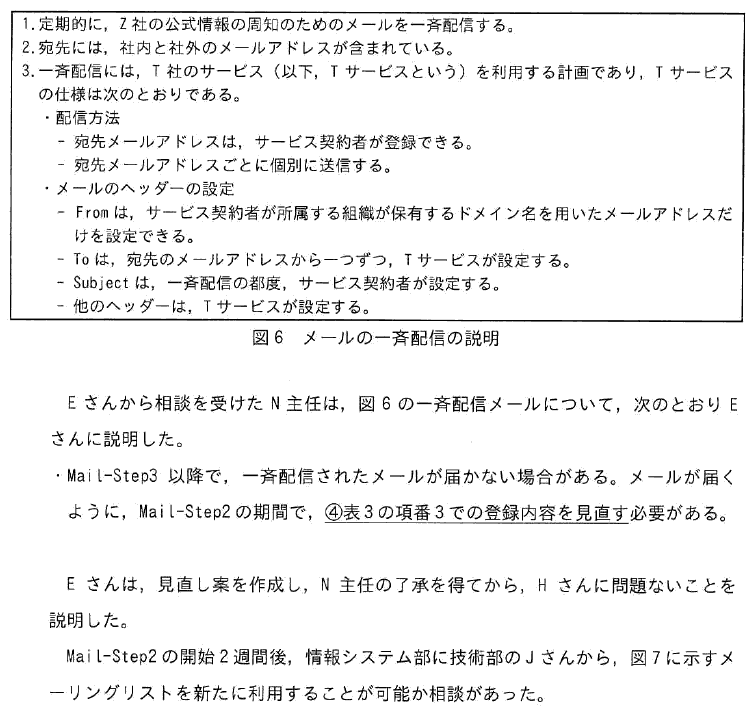 1. 定期的に，Z社の公式情報の周知のためのメールを一斉配信する。
2. 宛先には，社内と社外のメールアドレスが含まれている。
3. 一斉配信には，T社のサービス（以下，Tサービスという）を利用する計画であり，Tサービス
の仕様は次のとおりである。
・配信方法
- 宛先メールアドレスは，サービス契約者が登録できる。
- 宛先メールアドレスごとに個別に送信する。
・メールのヘッダーの設定
- Fromは，サービス契約者が所属する組織が保有するドメイン名を用いたメールアドレスだ
けを設定できる。
- Toは，宛先のメールアドレスから一つずつ，Tサービスが設定する。
- Subjectは，一斉配信の都度，サービス契約者が設定する。
- 他のヘッダーは，Tサービスが設定する。
図6 メールの一斉配信の説明
Eさんから相談を受けたN主任は，図6の一斉配信メールについて，次のとおりE
さんに説明した。
・Mail-Step3以降で，一斉配信されたメールが届かない場合がある。メールが届く
ように，Mail-Step2の期間で，④表3の項番3での登録内容を見直す必要がある。
Eさんは，見直し案を作成し，N主任の了承を得てから，Hさんに問題ないことを
説明した。
Mail-Step2の開始2週間後，情報システム部に技術部のJさんから，図7に示すメ
ーリングリストを新たに利用することが可能か相談があった。